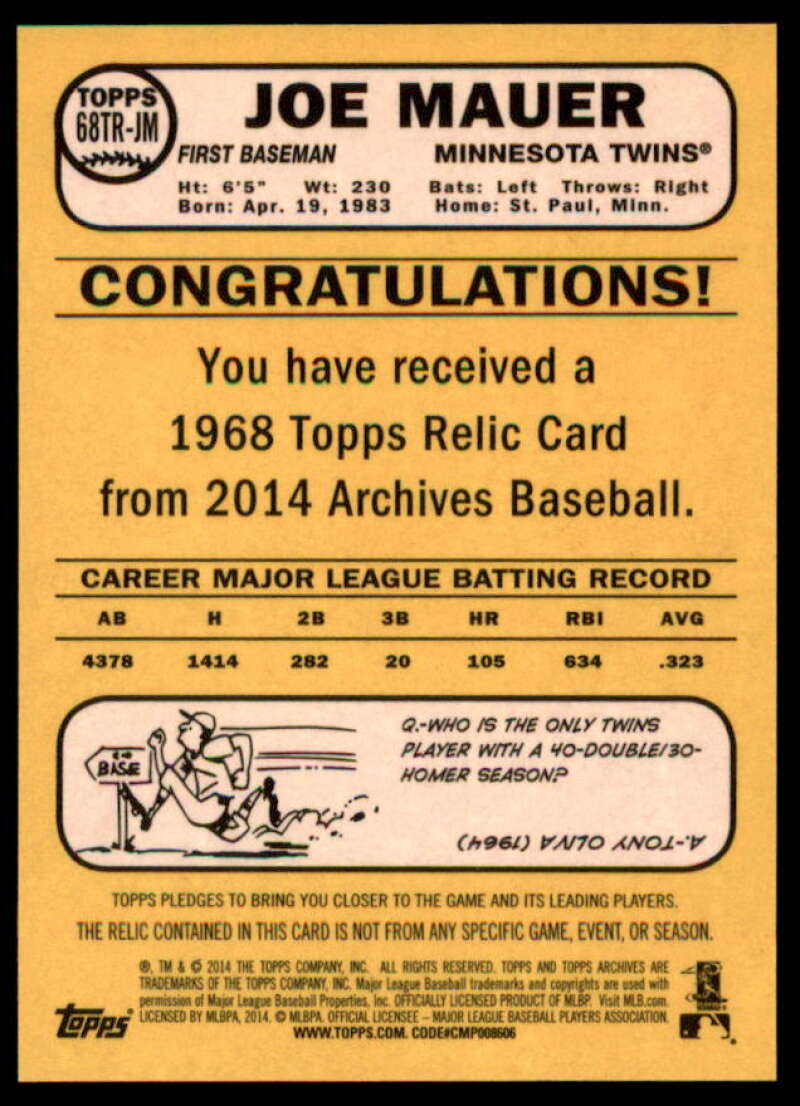 TOPPS
68TR-JM
JOE MAUER
FIRST BASEMAN MINNESOTA TWINS®
Ht: 6'5" Wt: 230 Bats: Left Throws: Right
Born: Apr. 19, 1983 Home: St. Paul, Minn.
CONGRATULATIONS!
You have received a
1968 Topps Relic Card
from 2014 Archives Baseball.
CAREER MAJOR LEAGUE BATTING RECORD
AB H 2B 3B HR RBI AVG
4378 1414 282 20 105 634 .323
BASE
Q.-WHO IS THE ONLY TWINS
PLAYER WITH A 40-DOUBLE/30-
HOMER SEASON?
A.-TONY OLIVA (1964)
TOPPS PLEDGES TO BRING YOU CLOSER TO THE GAME AND ITS LEADING PLAYERS.
THE RELIC CONTAINED IN THIS CARD IS NOT FROM ANY SPECIFIC GAME, EVENT, OR SEASON.
®, TM & © 2014 THE TOPPS COMPANY, INC. ALL RIGHTS RESERVED. TOPPS AND TOPPS ARCHIVES ARE
TRADEMARKS OF THE TOPPS COMPANY, INC. Major League Baseball trademarks and copyrights are used with
permission of Major League Baseball Properties, Inc. OFFICIALLY LICENSED PRODUCT OF MLBP. Visit MLB.com.
LICENSED BY MLBPA, 2014. © MLBPA. OFFICIAL LICENSEE – MAJOR LEAGUE BASEBALL PLAYERS ASSOCIATION.
WWW.TOPPS.COM. CODE#CMP008606
topps®